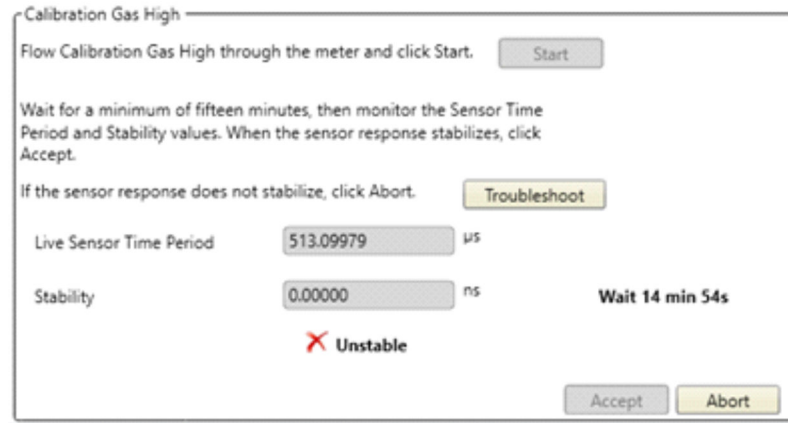 Calibration Gas High
Flow Calibration Gas High through the meter and click Start. Start
Wait for a minimum of fifteen minutes, then monitor the Sensor Time
Period and Stability values. When the sensor response stabilizes, click
Accept.
If the sensor response does not stabilize, click Abort. Troubleshoot
Live Sensor Time Period 513.09979 µs
Stability 0.00000 ns Wait 14 min 54s
Unstable
Accept Abort